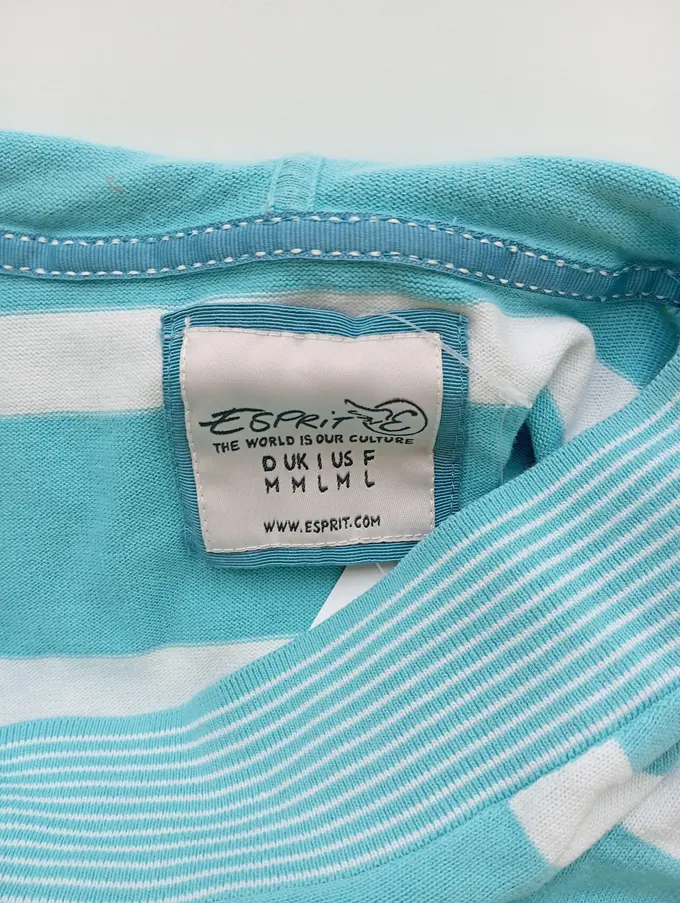 ESPRIT
THE WORLD IS OUR CULTURE
D UK I US F
M M L M L
WWW.ESPRIT.COM